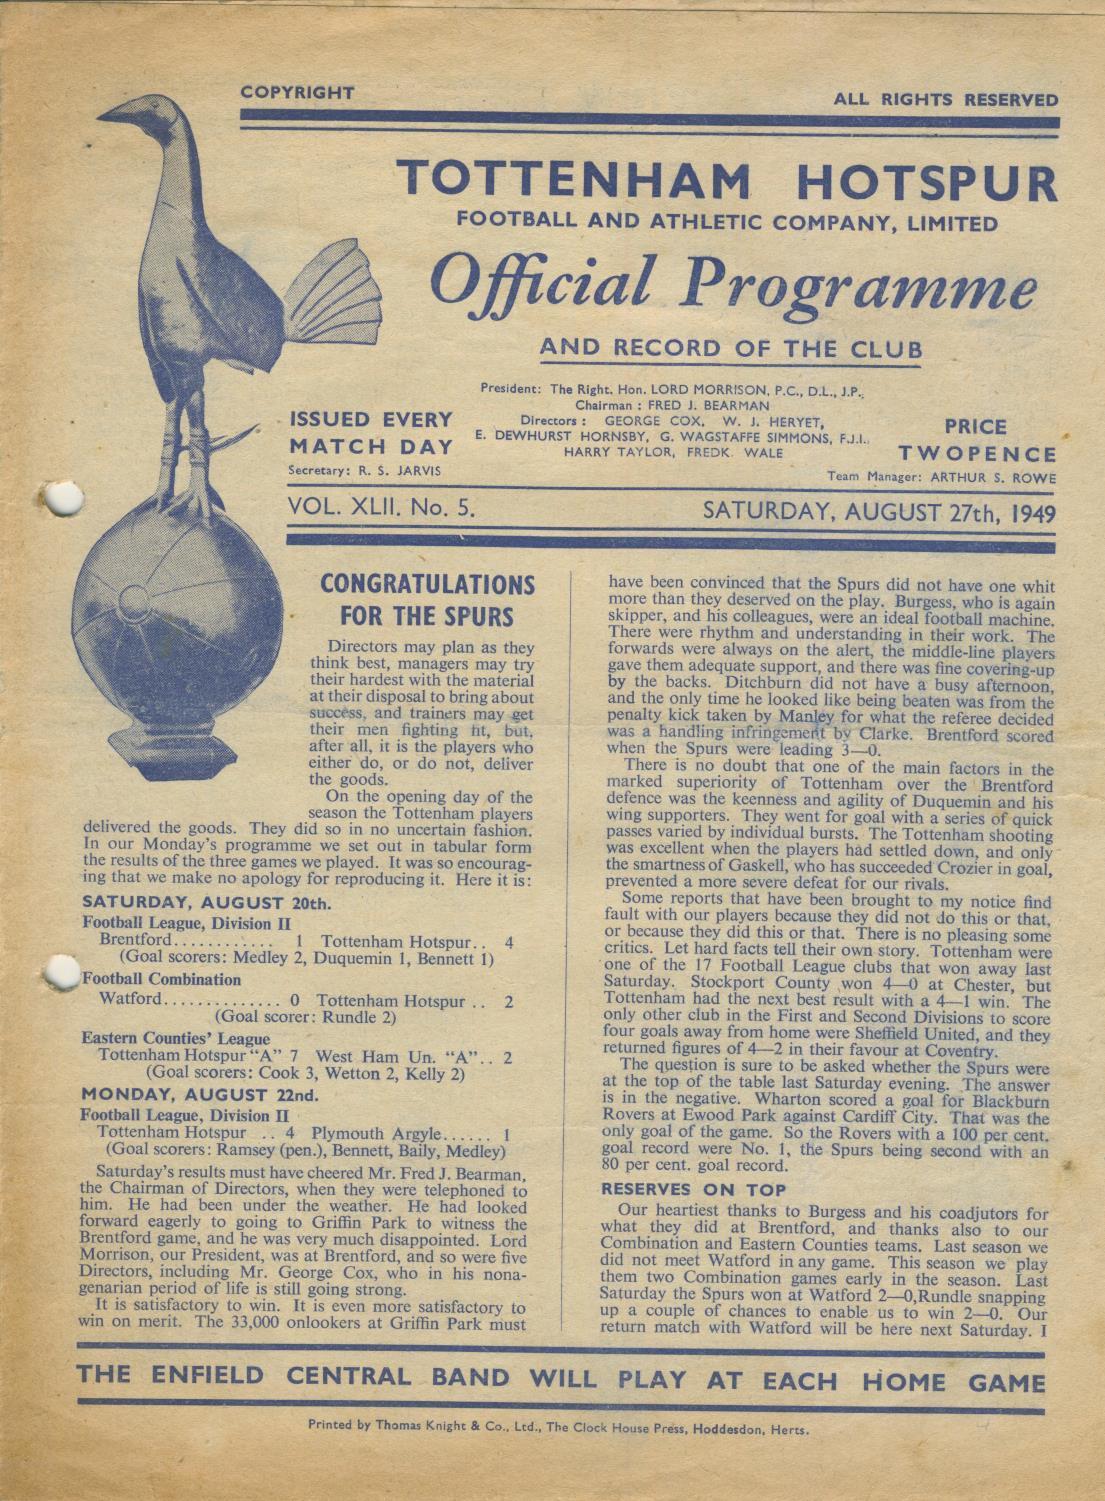 COPYRIGHT
ALL RIGHTS RESERVED
TOTTENHAM HOTSPUR
FOOTBALL AND ATHLETIC COMPANY, LIMITED
Official Programme
AND RECORD OF THE CLUB
President: The Right. Hon. LORD MORRISON, P.C., D.L., J.P.,
Chairman : FRED J. BEARMAN
Directors : GEORGE COX, W. J. HERYET,
E. DEWHURST HORNSBY, G. WAGSTAFFE SIMMONS, F.J.I.,
HARRY TAYLOR, FREDK. WALE
ISSUED EVERY
MATCH DAY
Secretary: R. S. JARVIS
PRICE
TWOPENCE
Team Manager: ARTHUR S. ROWE
VOL. XLII. No. 5.
SATURDAY, AUGUST 27th, 1949
CONGRATULATIONS
FOR THE SPURS
Directors may plan as they
think best, managers may try
their hardest with the material
at their disposal to bring about
success, and trainers may get
their men fighting fit, but,
after all, it is the players who
either do, or do not, deliver
the goods.
On the opening day of the
season the Tottenham players
delivered the goods. They did so in no uncertain fashion.
In our Monday's programme we set out in tabular form
the results of the three games we played. It was so encourag-
ing that we make no apology for reproducing it. Here it is:
SATURDAY, AUGUST 20th.
Football League, Division II
Brentford............ 1 Tottenham Hotspur.. 4
(Goal scorers: Medley 2, Duquemin 1, Bennett 1)
Football Combination
Watford.............. 0 Tottenham Hotspur .. 2
(Goal scorer: Rundle 2)
Eastern Counties' League
Tottenham Hotspur "A" 7 West Ham Un. "A".. 2
(Goal scorers: Cook 3, Wetton 2, Kelly 2)
MONDAY, AUGUST 22nd.
Football League, Division II
Tottenham Hotspur .. 4 Plymouth Argyle...... 1
(Goal scorers: Ramsey (pen.), Bennett, Baily, Medley)
Saturday's results must have cheered Mr. Fred J. Bearman,
the Chairman of Directors, when they were telephoned to
him. He had been under the weather. He had looked
forward eagerly to going to Griffin Park to witness the
Brentford game, and he was very much disappointed. Lord
Morrison, our President, was at Brentford, and so were five
Directors, including Mr. George Cox, who in his nona-
genarian period of life is still going strong.
It is satisfactory to win. It is even more satisfactory to
win on merit. The 33,000 onlookers at Griffin Park must
have been convinced that the Spurs did not have one whit
more than they deserved on the play. Burgess, who is again
skipper, and his colleagues, were an ideal football machine.
There were rhythm and understanding in their work. The
forwards were always on the alert, the middle-line players
gave them adequate support, and there was fine covering-up
by the backs. Ditchburn did not have a busy afternoon,
and the only time he looked like being beaten was from the
penalty kick taken by Manley for what the referee decided
was a handling infringement by Clarke. Brentford scored
when the Spurs were leading 3—0.
There is no doubt that one of the main factors in the
marked superiority of Tottenham over the Brentford
defence was the keenness and agility of Duquemin and his
wing supporters. They went for goal with a series of quick
passes varied by individual bursts. The Tottenham shooting
was excellent when the players had settled down, and only
the smartness of Gaskell, who has succeeded Crozier in goal,
prevented a more severe defeat for our rivals.
Some reports that have been brought to my notice find
fault with our players because they did not do this or that,
or because they did this or that. There is no pleasing some
critics. Let hard facts tell their own story. Tottenham were
one of the 17 Football League clubs that won away last
Saturday. Stockport County won 4—0 at Chester, but
Tottenham had the next best result with a 4—1 win. The
only other club in the First and Second Divisions to score
four goals away from home were Sheffield United, and they
returned figures of 4—2 in their favour at Coventry.
The question is sure to be asked whether the Spurs were
at the top of the table last Saturday evening. The answer
is in the negative. Wharton scored a goal for Blackburn
Rovers at Ewood Park against Cardiff City. That was the
only goal of the game. So the Rovers with a 100 per cent.
goal record were No. 1, the Spurs being second with an
80 per cent. goal record.
RESERVES ON TOP
Our heartiest thanks to Burgess and his coadjutors for
what they did at Brentford, and thanks also to our
Combination and Eastern Counties teams. Last season we
did not meet Watford in any game. This season we play
them two Combination games early in the season. Last
Saturday the Spurs won at Watford 2—0, Rundle snapping
up a couple of chances to enable us to win 2—0. Our
return match with Watford will be here next Saturday. I
THE ENFIELD CENTRAL BAND WILL PLAY AT EACH HOME GAME
Printed by Thomas Knight & Co., Ltd., The Clock House Press, Hoddesdon, Herts.